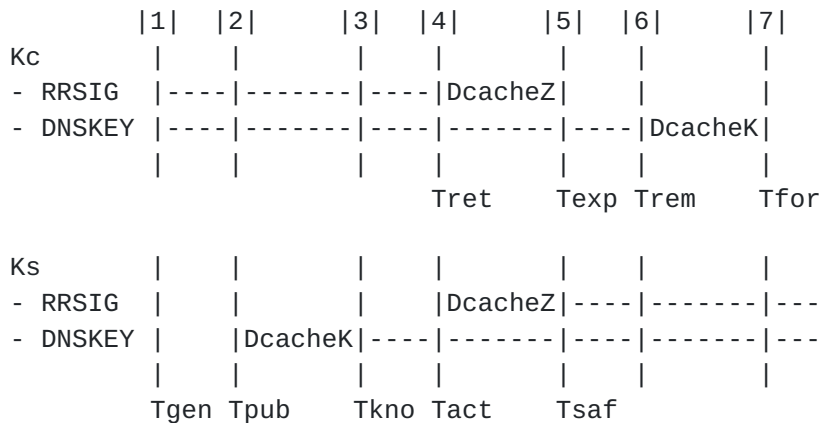 |1|  |2|     |3|  |4|     |5|  |6|     |7|
Kc       |    |       |    |       |    |       |
- RRSIG  |----|-------|----|DcacheZ|    |       |
- DNSKEY |----|-------|----|-------|----|DcacheK|
         |    |       |    |       |    |       |
                           Tret    Texp Trem    Tfor

Ks       |    |       |    |       |    |       |
- RRSIG  |    |       |    |DcacheZ|----|-------|---
- DNSKEY |    |DcacheK|----|-------|----|-------|---
         |    |       |    |       |    |       |
         Tgen Tpub    Tkno Tact    Tsaf